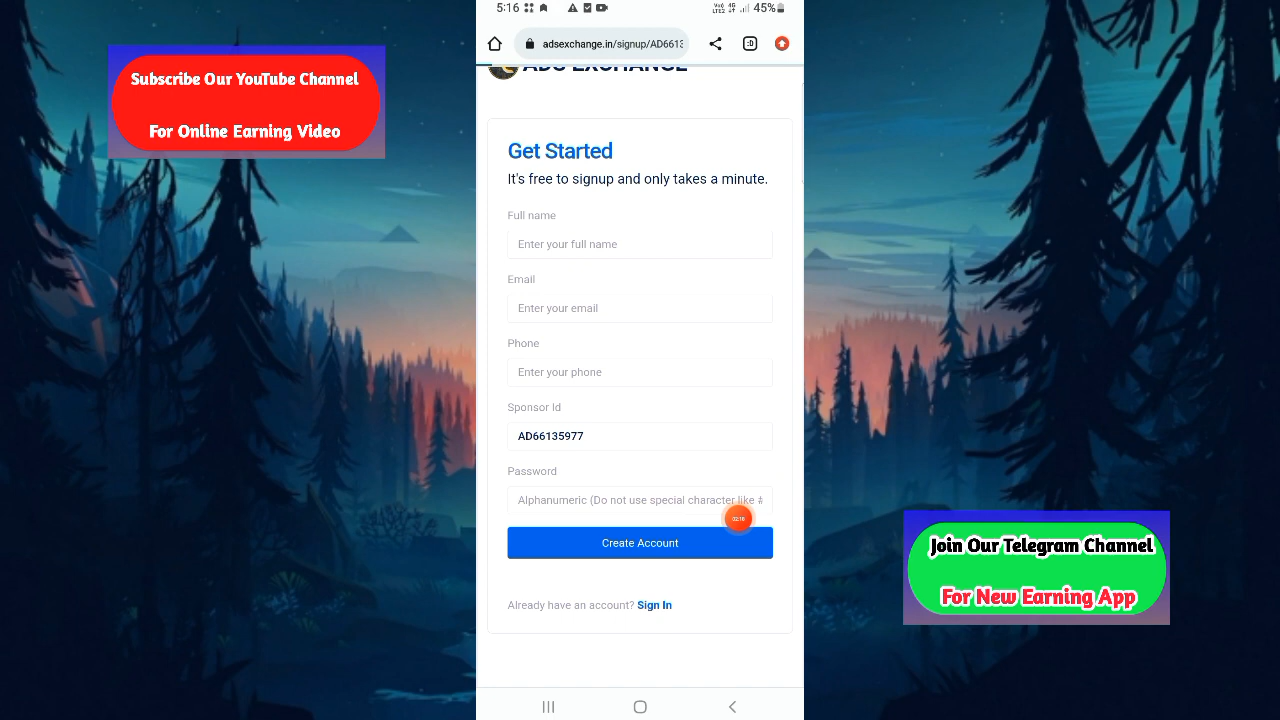 Subscribe Our YouTube Channel
For Online Earning Video
5:16
45%
adsexchange.in/signup/AD6613
:D
ADS EXCHANGE
Get Started
It's free to signup and only takes a minute.
Full name
Enter your full name
Email
Enter your email
Phone
Enter your phone
Sponsor Id
AD66135977
Password
Alphanumeric (Do not use special character like #
02:16
Create Account
Already have an account? Sign In
Join Our Telegram Channel
For New Earning App